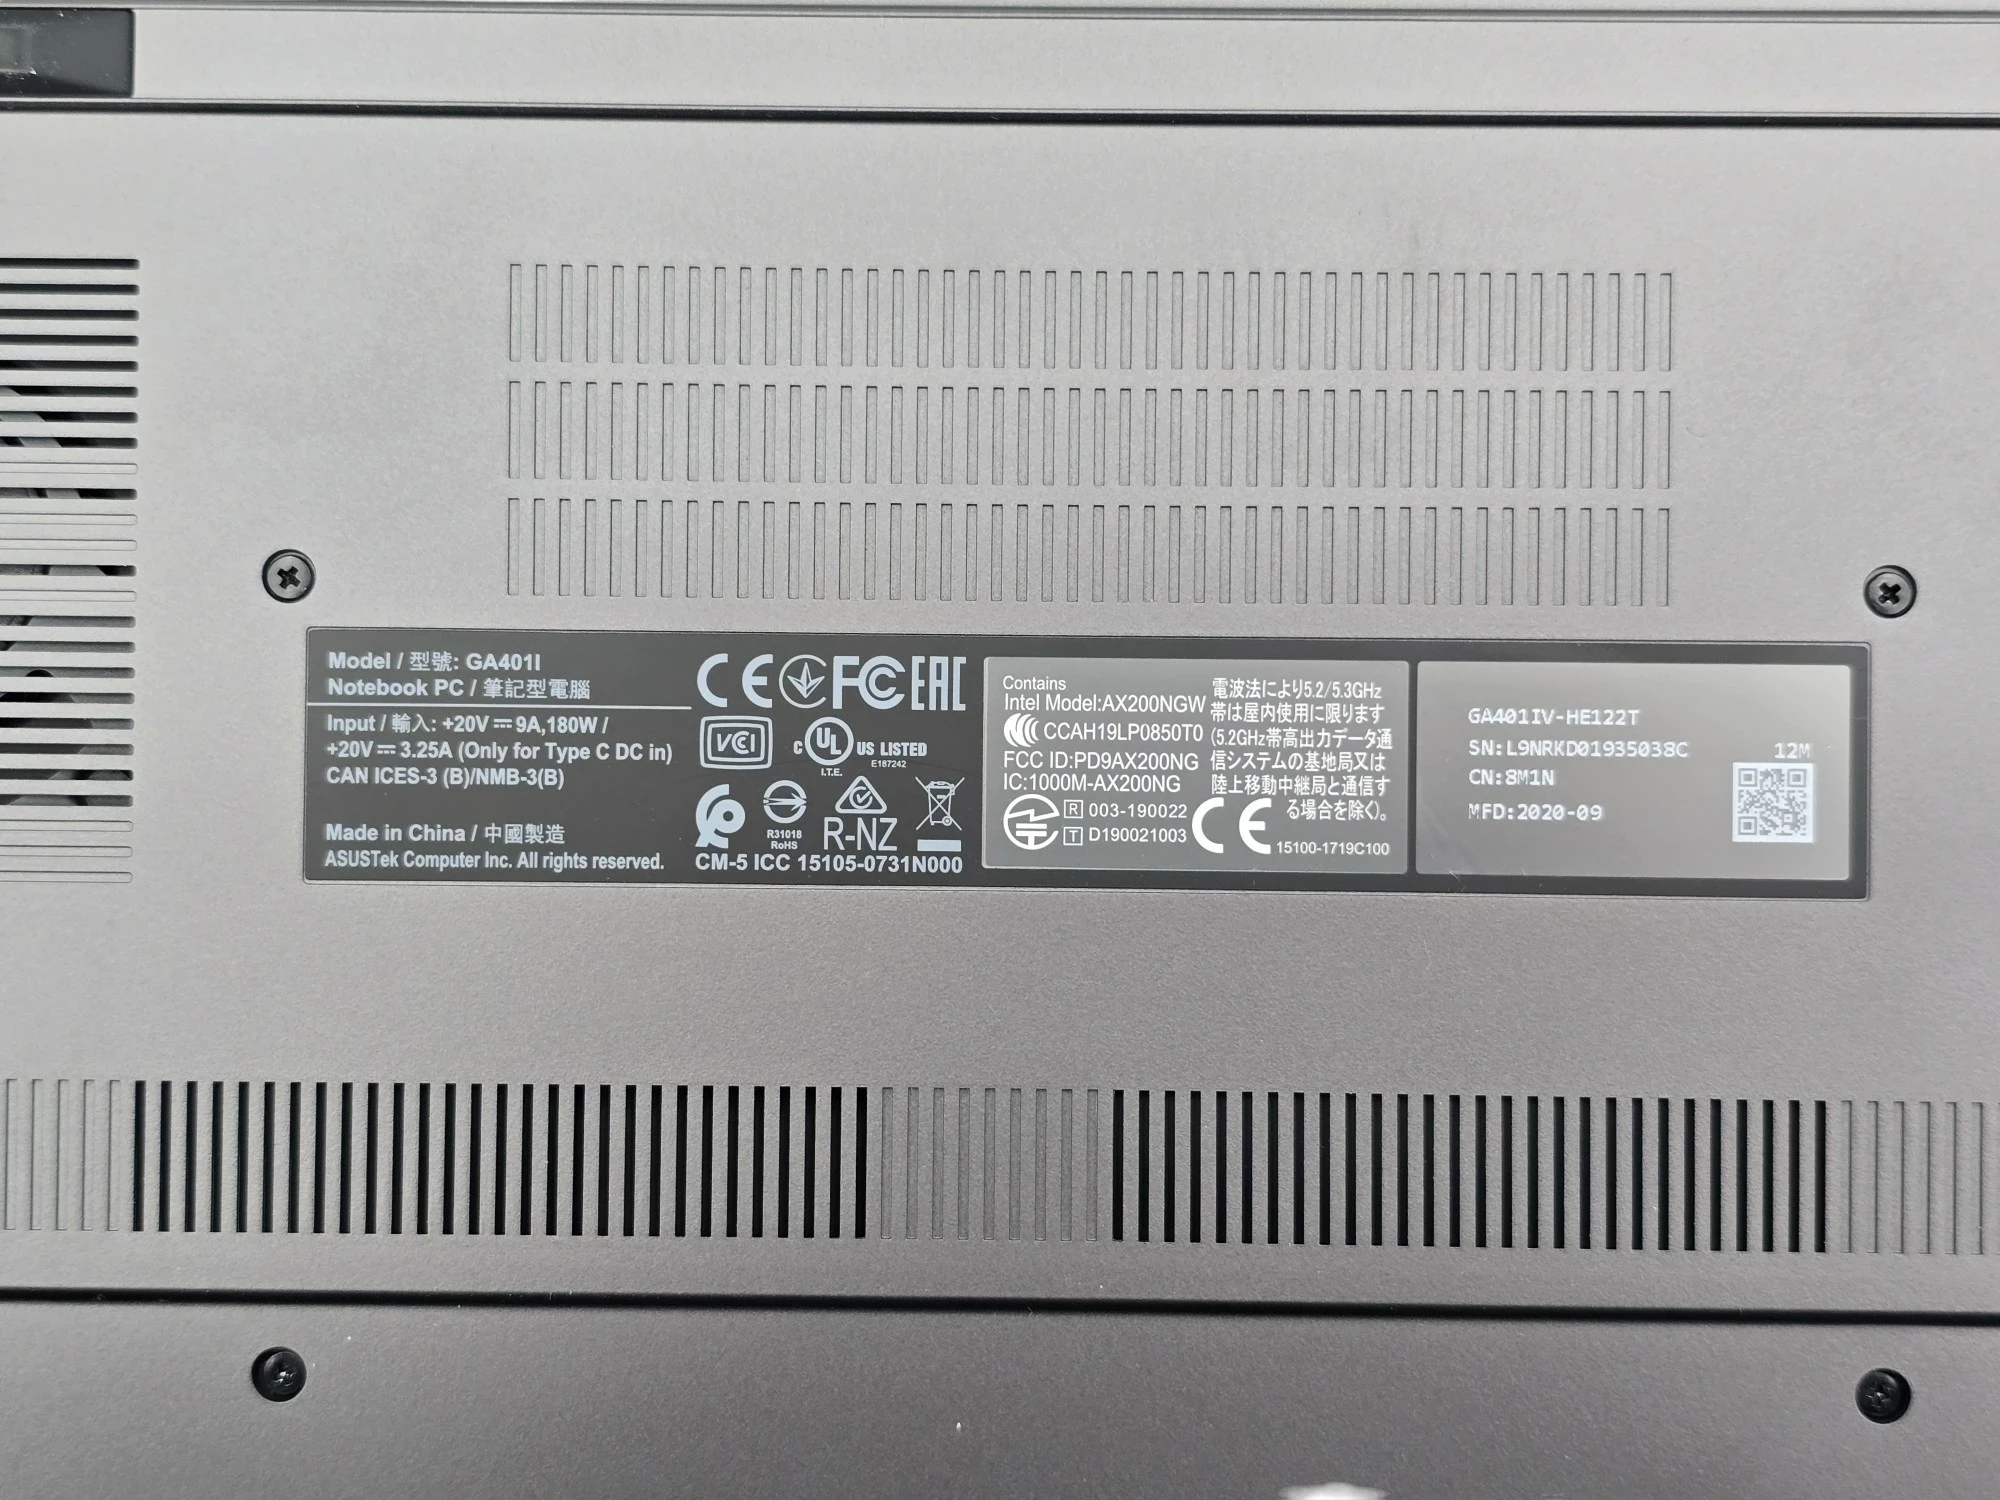 Model / 型號: GA401I
Notebook PC / 筆記型電腦
Input / 輸入: +20V⎓9A,180W /
+20V⎓3.25A (Only for Type C DC in)
CAN ICES-3 (B)/NMB-3(B)
Made in China / 中國製造
ASUSTek Computer Inc. All rights reserved.
CE FC EAC
VCI
C UL US LISTED
I.T.E. E187242
R31018
RoHS
R-NZ
CM-5 ICC 15105-0731N000
Contains
Intel Model:AX200NGW
CCAH19LP0850T0
FCC ID:PD9AX200NG
IC:1000M-AX200NG
R 003-190022
T D190021003
CE
電波法により5.2/5.3GHz
帯は屋内使用に限ります
(5.2GHz帯高出力データ通
信システムの基地局又は
陸上移動中継局と通信す
る場合を除く)。
15100-1719C100
GA401IV-HE122T
SN:L9NRKD01935038C
12M
CN:8M1N
MFD:2020-09